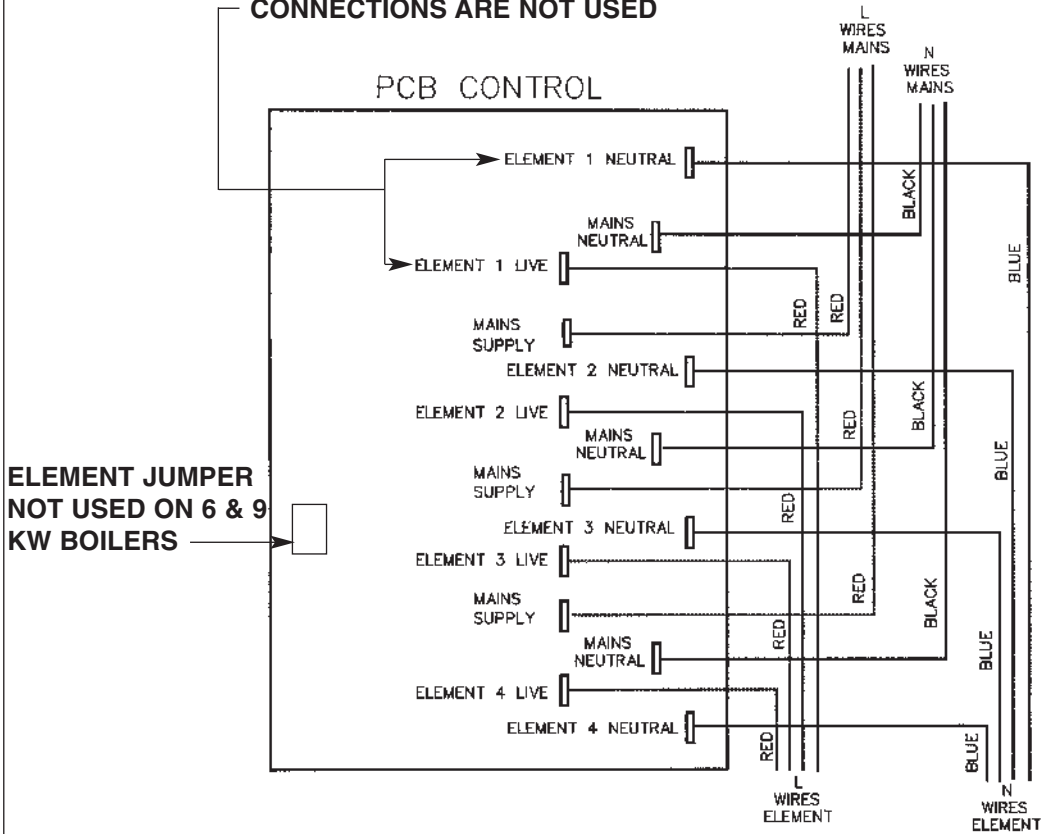 CONNECTIONS ARE NOT USED
L
WIRES
MAINS
N
WIRES
MAINS
PCB CONTROL
ELEMENT 1 NEUTRAL
BLACK
MAINS
NEUTRAL
BLUE
ELEMENT 1 LIVE
RED
RED
MAINS
SUPPLY
ELEMENT 2 NEUTRAL
ELEMENT 2 LIVE
RED
BLACK
MAINS
NEUTRAL
BLUE
ELEMENT JUMPER
NOT USED ON 6 & 9
KW BOILERS
MAINS
SUPPLY
RED
ELEMENT 3 NEUTRAL
ELEMENT 3 LIVE
RED
BLACK
MAINS
SUPPLY
RED
BLUE
MAINS
NEUTRAL
ELEMENT 4 LIVE
ELEMENT 4 NEUTRAL
RED
BLUE
L
WIRES
ELEMENT
N
WIRES
ELEMENT